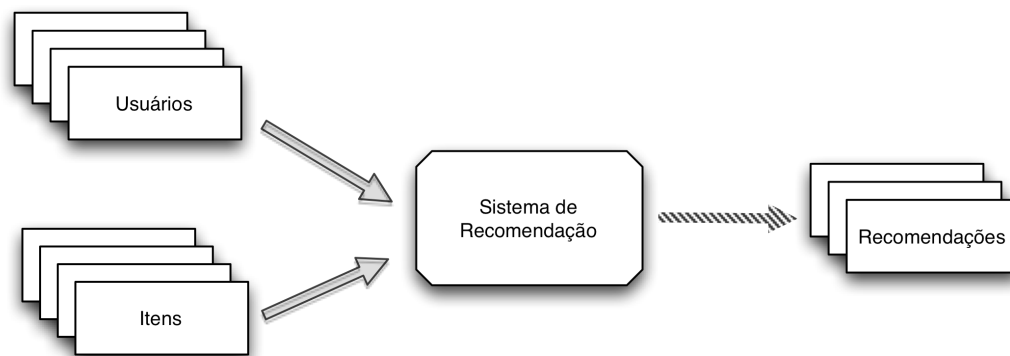 Usuários
Sistema de
Recomendação
Recomendações
Itens